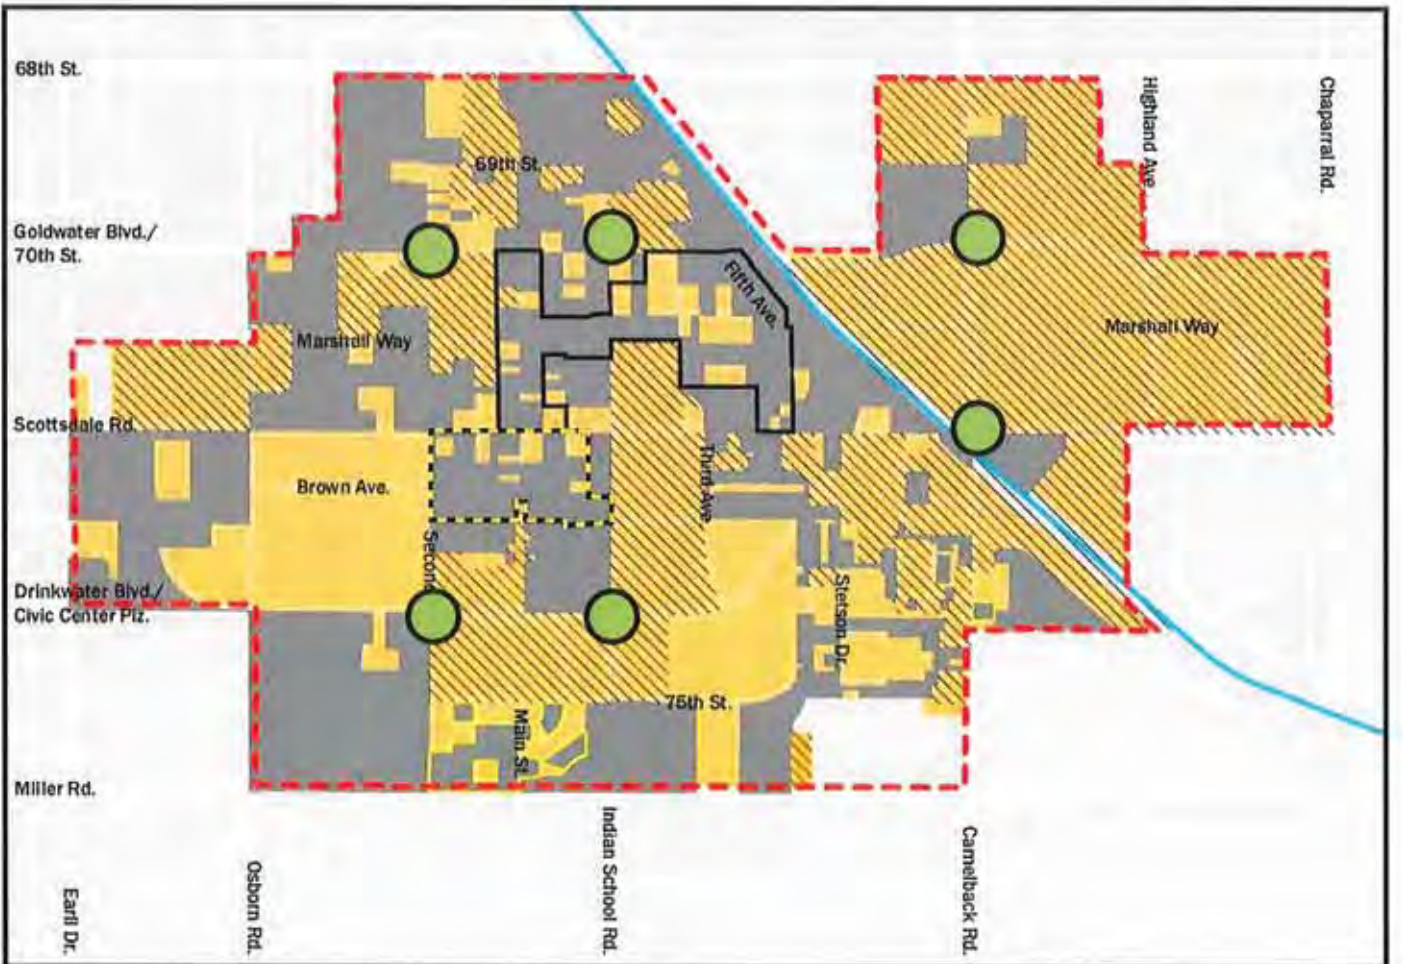 68th St.
Highland Ave.
Chaparral Rd.
69th St.
Goldwater Blvd./
70th St.
Fifth Ave.
Marshall Way
Marshall Way
Scottsdale Rd.
Third Ave.
Brown Ave.
Second
Drinkwater Blvd./
Civic Center Plz.
Stetson Dr.
75th St.
Main St.
Miller Rd.
Indian School Rd.
Camelback Rd.
Osborn Rd.
Earll Dr.